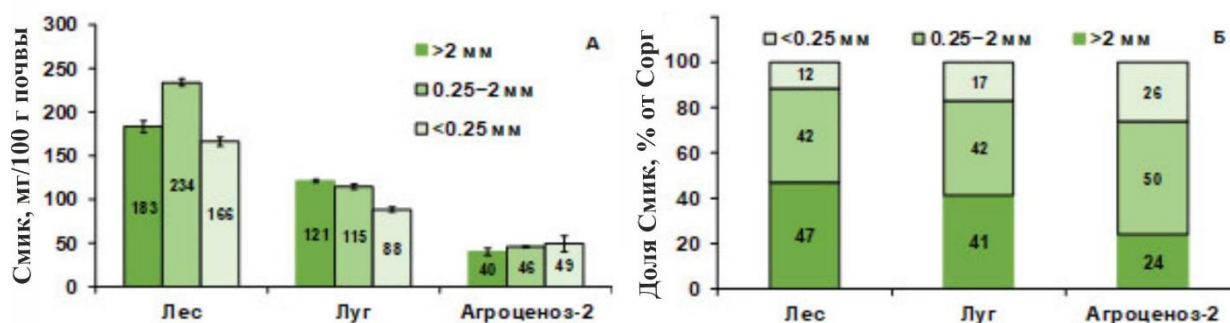 Смик, мг/100 г почвы
300
250
200
150
100
50
0
А
>2 мм
0.25–2 мм
<0.25 мм
183
234
166
121
115
88
40
46
49
Лес
Луг
Агроценоз-2
Доля Смик, % от Сорг
<0.25 мм
0.25–2 мм
>2 мм
Б
100
80
60
40
20
0
12
42
47
17
42
41
26
50
24
Лес
Луг
Агроценоз-2